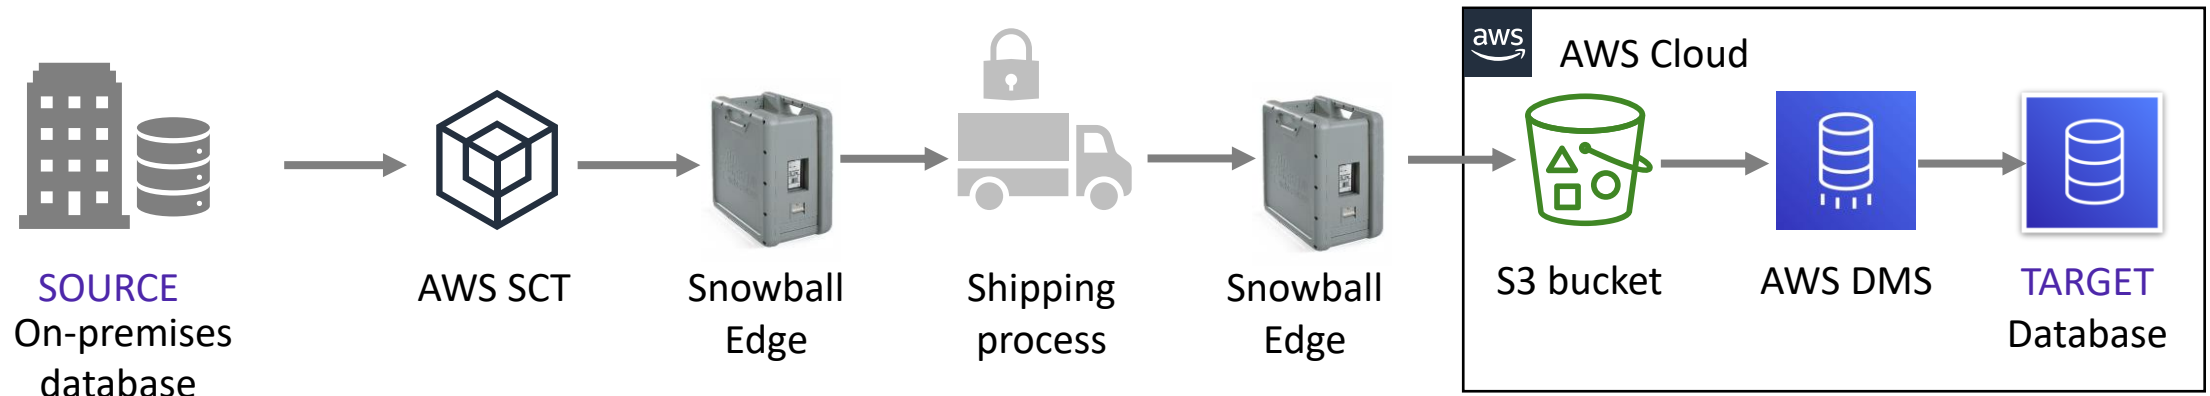 aws
AWS Cloud
SOURCE
On-premises
database
AWS SCT
Snowball
Edge
Shipping
process
Snowball
Edge
S3 bucket
AWS DMS
TARGET
Database